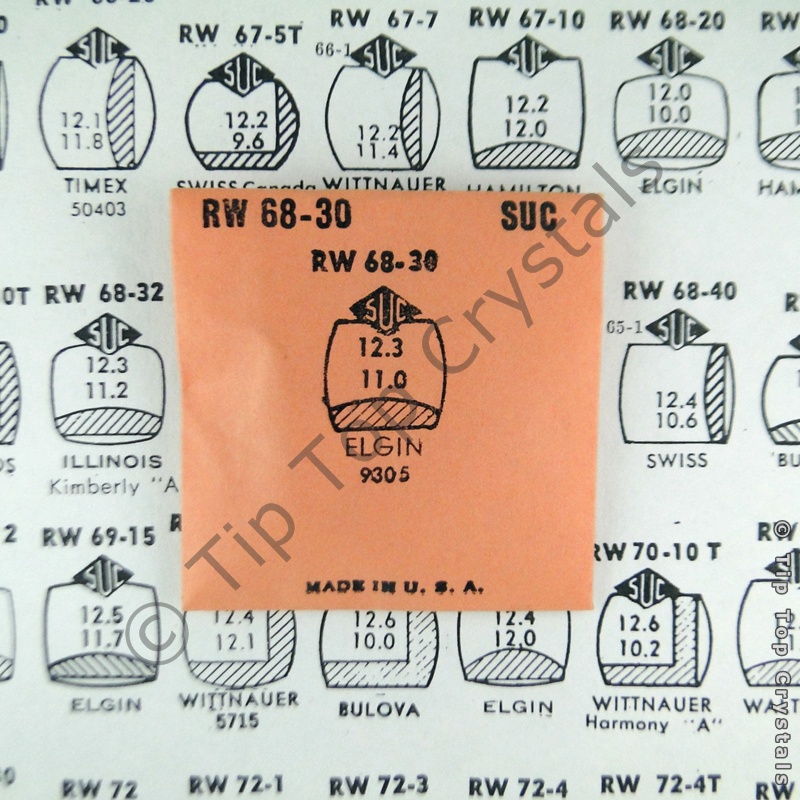 RW 67-5T
RW 67-7
RW 67-10
RW 68-20
66-1
SUC
SUC
SUC
SUC
SUC
12.1
11.8
12.2
9.6
12.2
11.4
12.2
12.0
12.0
10.0
TIMEX
50403
SWISS Canada
WITTNAUER
HAMILTON
ELGIN
HAM
RW 68-30 SUC
RW 68-30
SUC
12.3
11.0
ELGIN
9305
MADE IN U. S. A.
0T
RW 68-32
SUC
12.3
11.2
ILLINOIS
Kimberly "A
RW 68-40
65-1
SUC
12.4
10.6
SWISS
RW 69-15
SUC
12.5
11.7
ELGIN
12.4
12.1
WITTNAUER
5715
12.6
10.0
BULOVA
12.4
12.0
ELGIN
RW 70-10 T
SUC
12.6
10.2
WITTNAUER
Harmony "A"
RW 72
RW 72-1
RW 72-3
RW 72-4
RW 72-4T
© Tip Top Crystals
© Tip Top Crystals